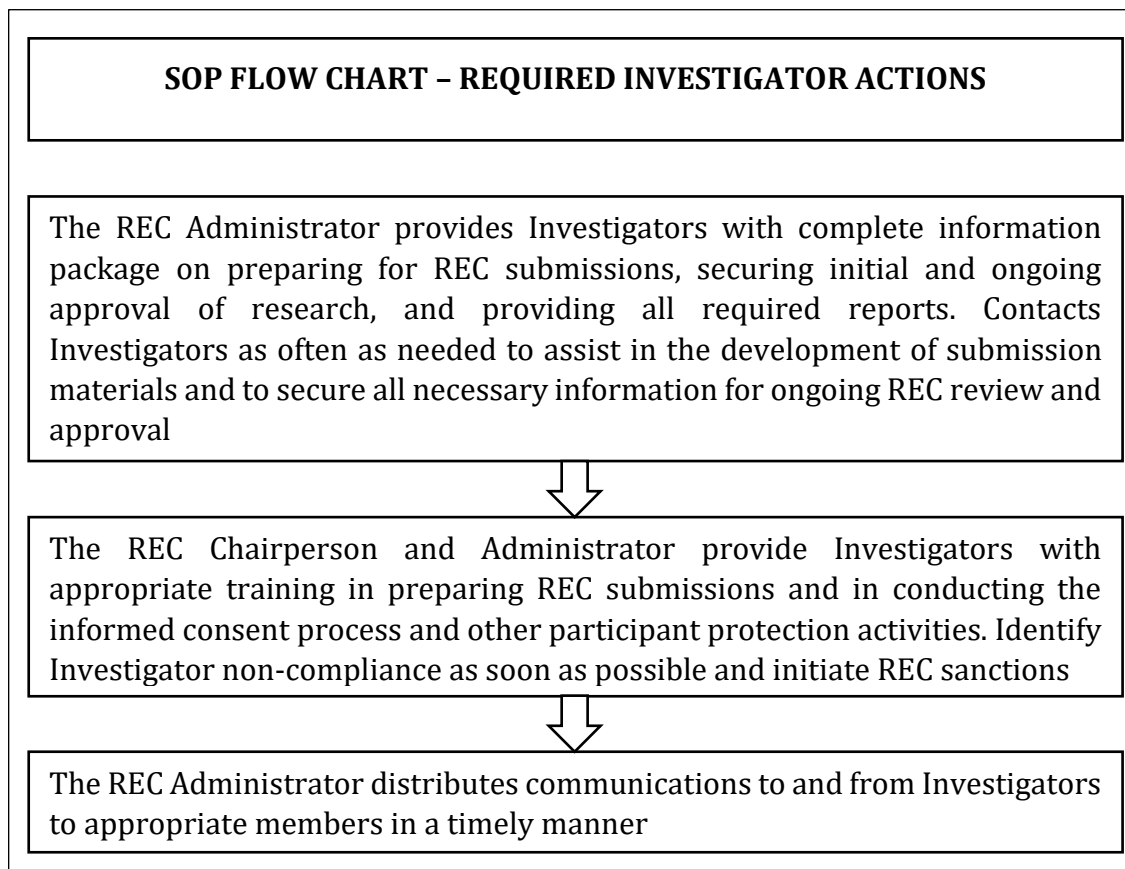 SOP FLOW CHART – REQUIRED INVESTIGATOR ACTIONS
The REC Administrator provides Investigators with complete information
package on preparing for REC submissions, securing initial and ongoing
approval of research, and providing all required reports. Contacts
Investigators as often as needed to assist in the development of submission
materials and to secure all necessary information for ongoing REC review and
approval
The REC Chairperson and Administrator provide Investigators with
appropriate training in preparing REC submissions and in conducting the
informed consent process and other participant protection activities. Identify
Investigator non-compliance as soon as possible and initiate REC sanctions
The REC Administrator distributes communications to and from Investigators
to appropriate members in a timely manner